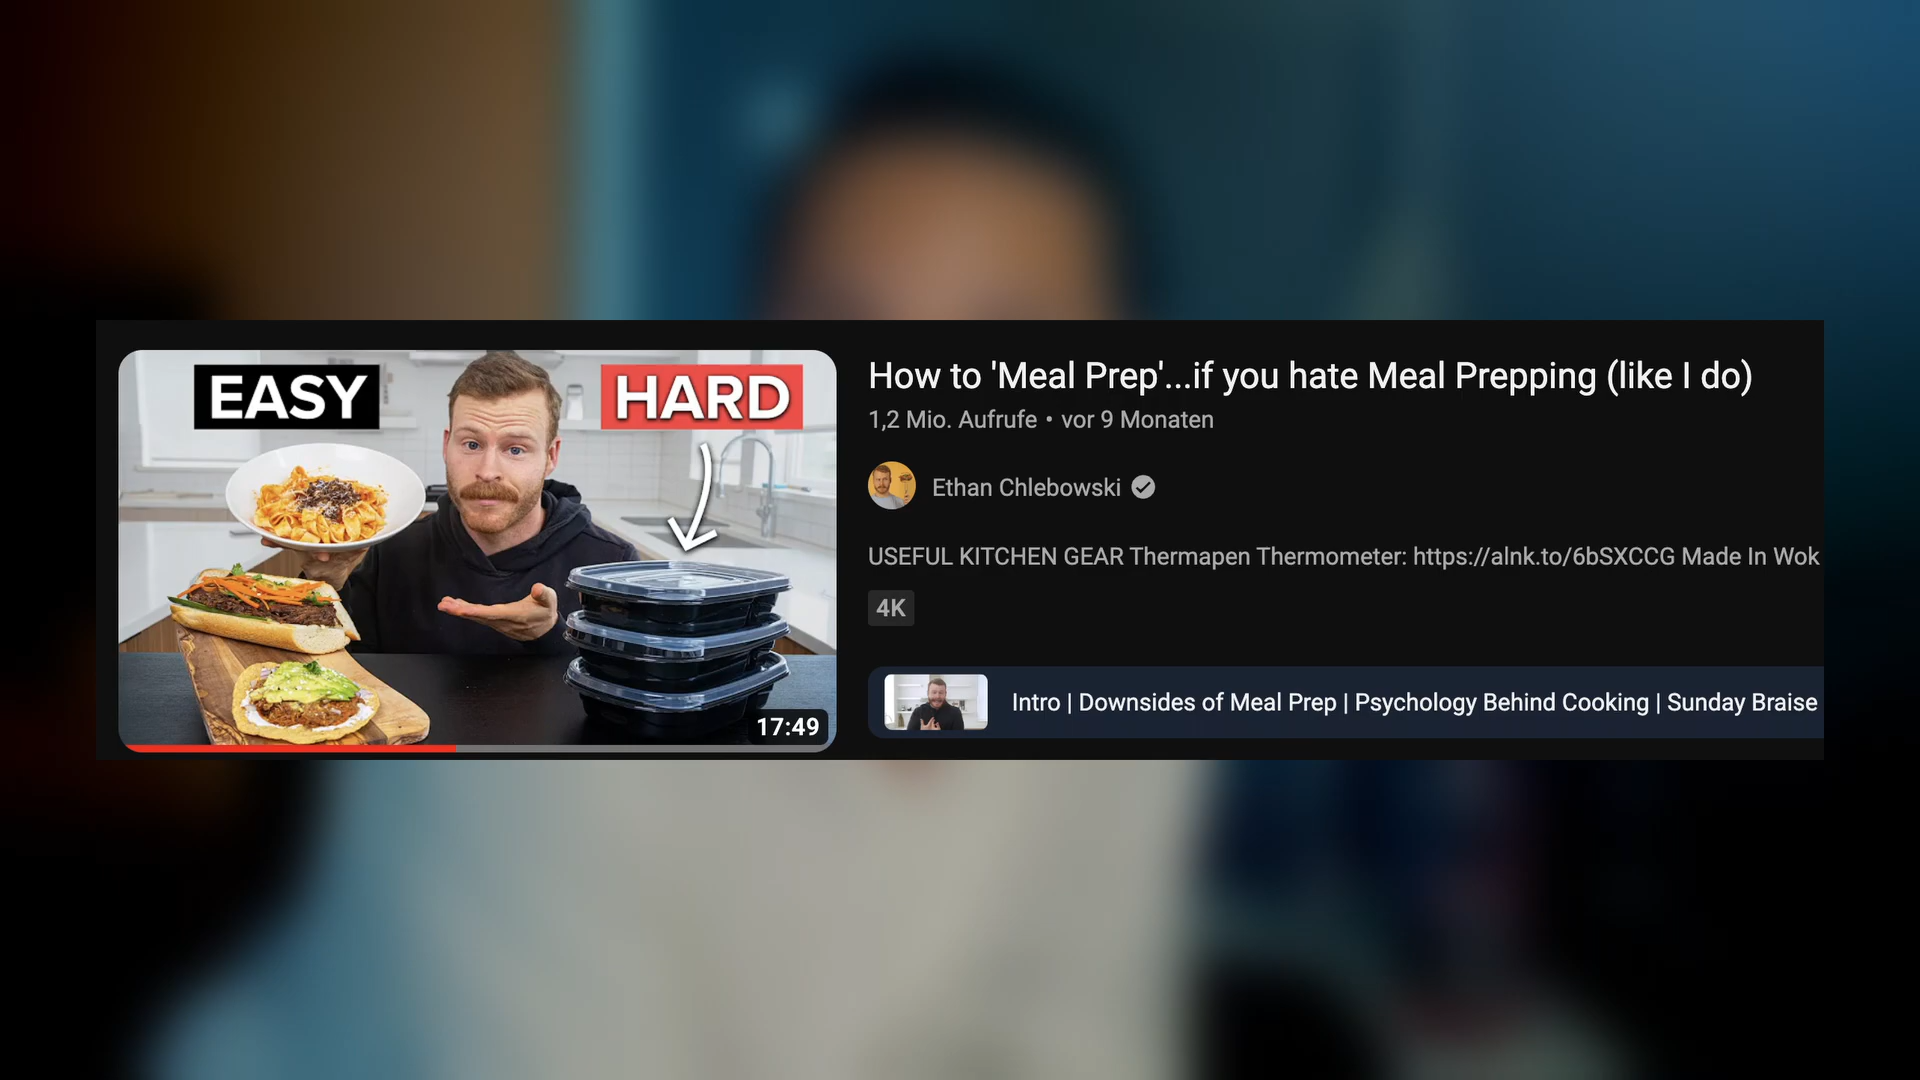 EASY
HARD
17:49
How to 'Meal Prep'...if you hate Meal Prepping (like I do)
1,2 Mio. Aufrufe • vor 9 Monaten
Ethan Chlebowski
USEFUL KITCHEN GEAR Thermapen Thermometer: https://alnk.to/6bSXCCG Made In Wok
4K
Intro | Downsides of Meal Prep | Psychology Behind Cooking | Sunday Braise